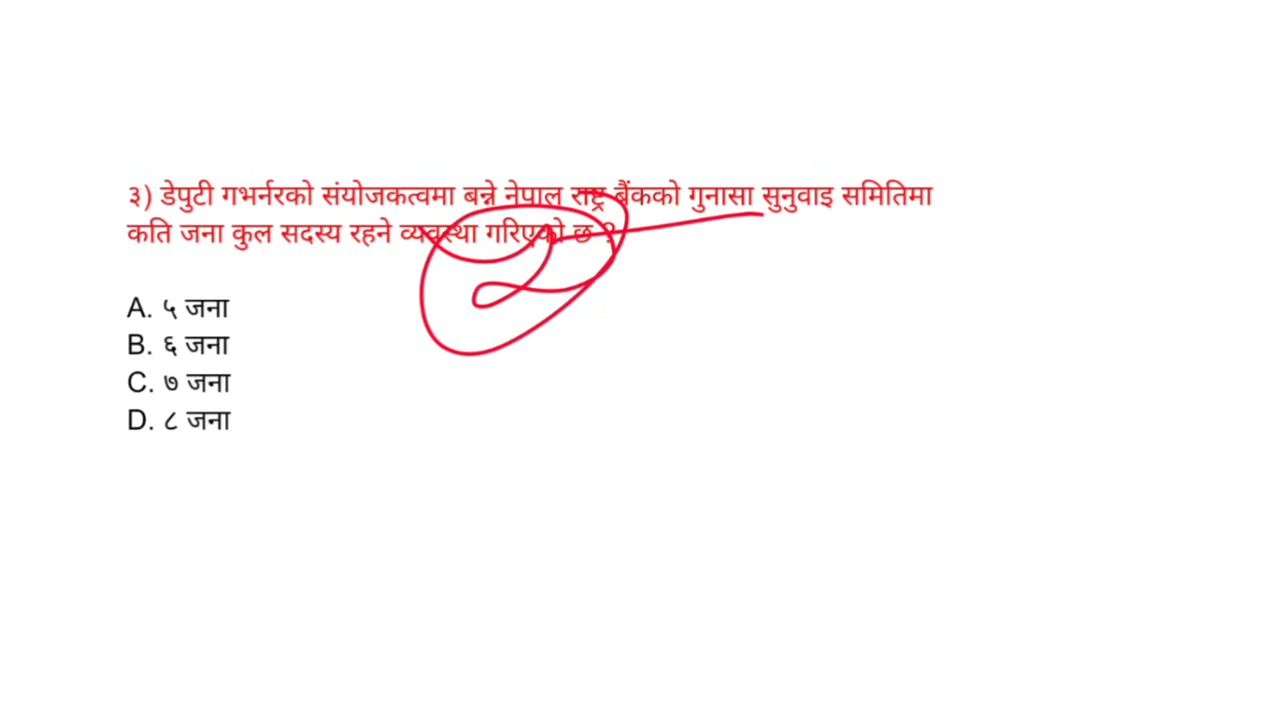 ३) डेपुटी गभर्नरको संयोजकत्वमा बन्ने नेपाल राष्ट्र बैंकको गुनासा सुनुवाइ समितिमा
कति जना कुल सदस्य रहने व्यवस्था गरिएको छ ?
A. ५ जना
B. ६ जना
C. ७ जना
D. ८ जना